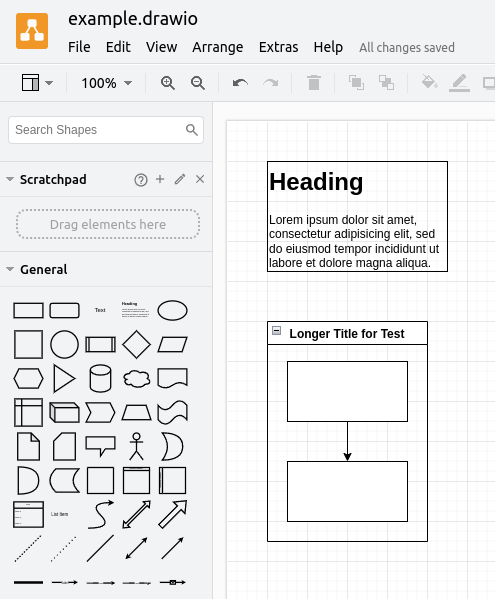 example.drawio
File Edit View Arrange Extras Help All changes saved
100%
Search Shapes
Scratchpad
Drag elements here
General
Text
Heading
List Item
Heading
Lorem ipsum dolor sit amet,
consectetur adipisicing elit, sed
do eiusmod tempor incididunt ut
labore et dolore magna aliqua.
Longer Title for Test